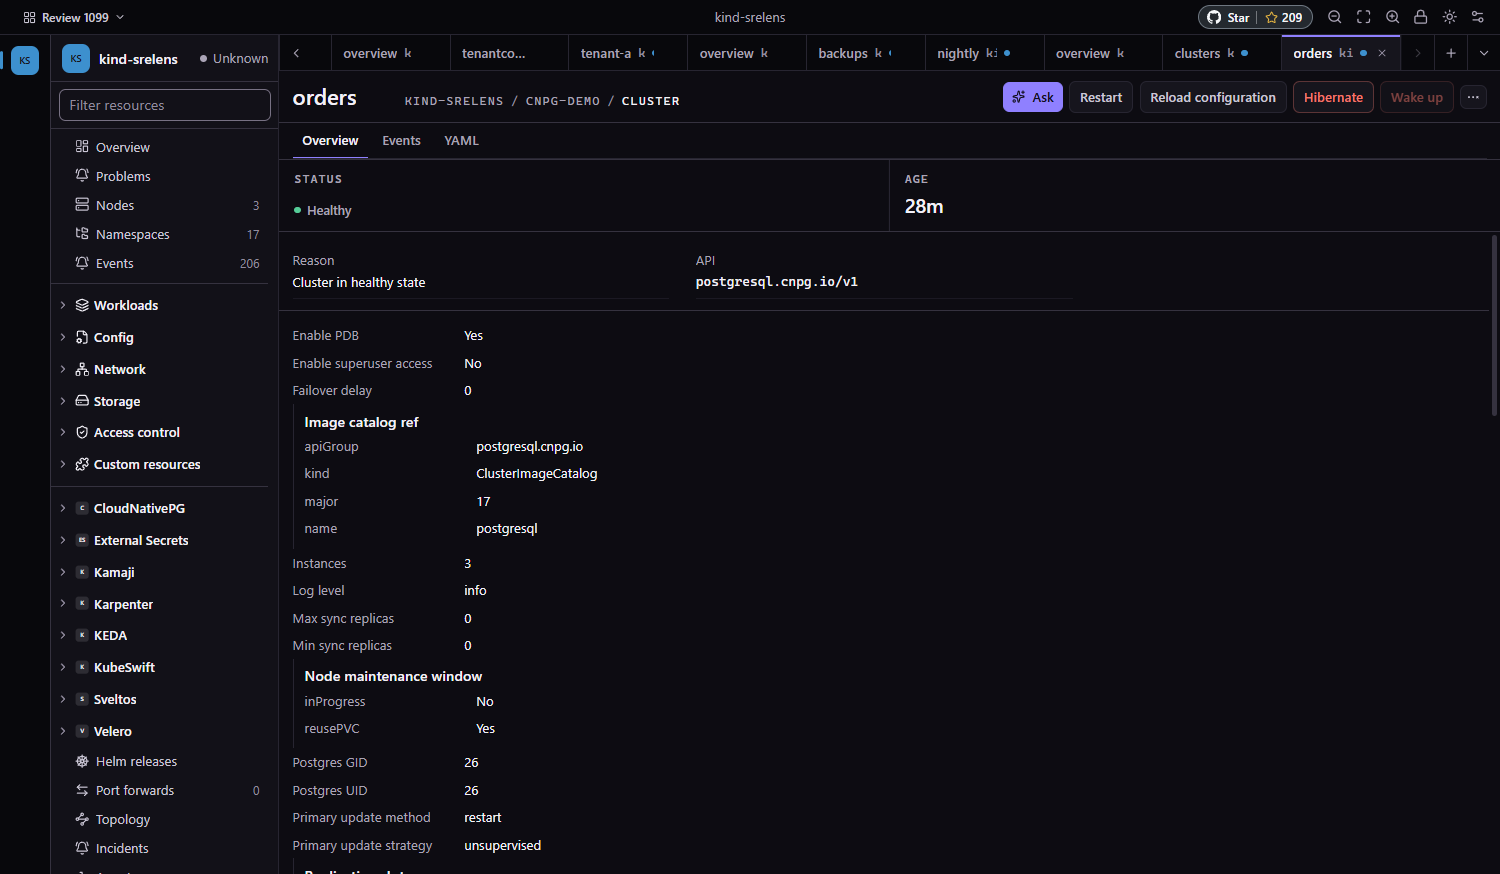 Review 1099
kind-srelens
Star 209
KS
KS kind-srelens Unknown
overview k
tenantco...
tenant-a k
overview k
backups k
nightly ki
overview k
clusters k
orders ki
Filter resources
Overview
Problems
Nodes 3
Namespaces 17
Events 206
Workloads
Config
Network
Storage
Access control
Custom resources
C CloudNativePG
ES External Secrets
K Kamaji
K Karpenter
K KEDA
K KubeSwift
S Sveltos
V Velero
Helm releases
Port forwards 0
Topology
Incidents
orders KIND-SRELENS / CNPG-DEMO / CLUSTER
Ask Restart Reload configuration Hibernate Wake up
Overview Events YAML
STATUS
Healthy
AGE
28m
Reason
Cluster in healthy state
API
postgresql.cnpg.io/v1
Enable PDB Yes
Enable superuser access No
Failover delay 0
Image catalog ref
apiGroup postgresql.cnpg.io
kind ClusterImageCatalog
major 17
name postgresql
Instances 3
Log level info
Max sync replicas 0
Min sync replicas 0
Node maintenance window
inProgress No
reusePVC Yes
Postgres GID 26
Postgres UID 26
Primary update method restart
Primary update strategy unsupervised